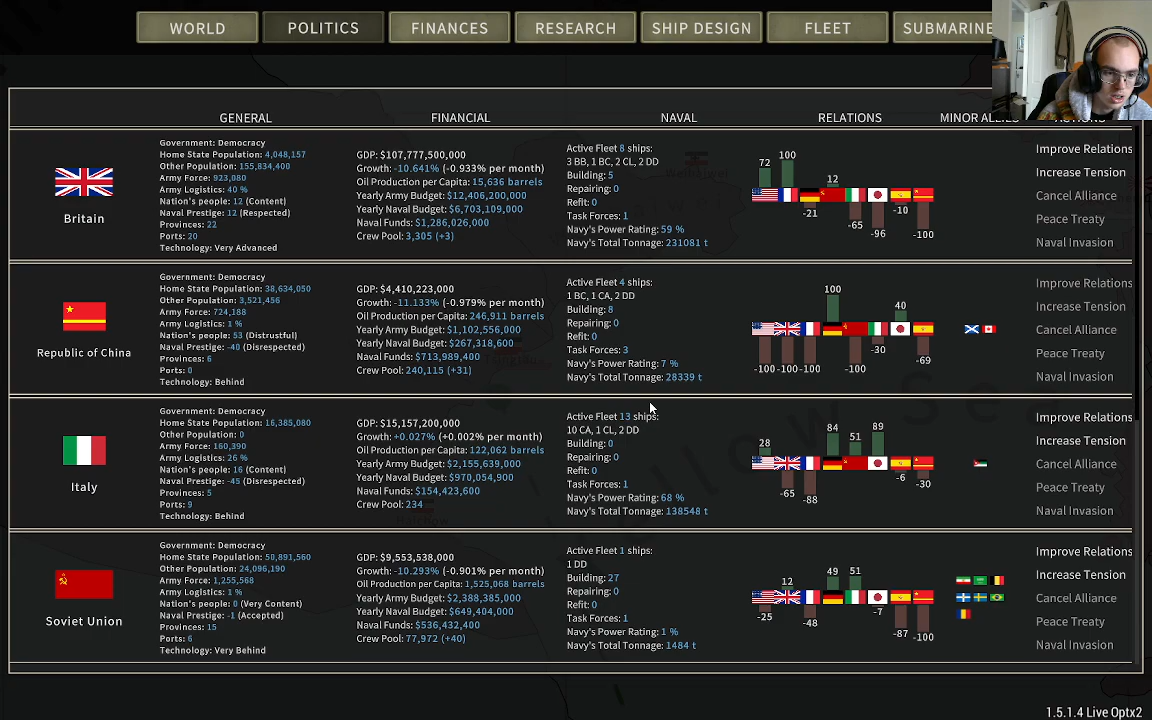 WORLD
POLITICS
FINANCES
RESEARCH
SHIP DESIGN
FLEET
SUBMARINE
GENERAL
FINANCIAL
NAVAL
RELATIONS
MINOR ALLIES
Britain
Government: Democracy
Home State Population: 4,048,157
Other Population: 155,834,400
Army Force: 923,080
Army Logistics: 40 %
Nation's people: 12 (Content)
Naval Prestige: 12 (Respected)
Provinces: 22
Ports: 20
Technology: Very Advanced
GDP: $107,777,500,000
Growth: -10.641% (-0.933% per month)
Oil Production per Capita: 15,636 barrels
Yearly Army Budget: $12,406,200,000
Yearly Naval Budget: $6,703,109,000
Naval Funds: $1,286,026,000
Crew Pool: 3,305 (+3)
Active Fleet 8 ships:
3 BB, 1 BC, 2 CL, 2 DD
Building: 5
Repairing: 0
Refit: 0
Task Forces: 1
Navy's Power Rating: 59 %
Navy's Total Tonnage: 231081 t
72 100 12
-21 -65 -96 -10 -100
Improve Relations
Increase Tension
Cancel Alliance
Peace Treaty
Naval Invasion
Republic of China
Government: Democracy
Home State Population: 38,634,050
Other Population: 3,521,456
Army Force: 724,188
Army Logistics: 1 %
Nation's people: 53 (Distrustful)
Naval Prestige: -40 (Disrespected)
Provinces: 6
Ports: 0
Technology: Behind
GDP: $4,410,223,000
Growth: -11.133% (-0.979% per month)
Oil Production per Capita: 246,911 barrels
Yearly Army Budget: $1,102,556,000
Yearly Naval Budget: $267,318,600
Naval Funds: $713,989,400
Crew Pool: 240,115 (+31)
Active Fleet 4 ships:
1 BC, 1 CA, 2 DD
Building: 8
Repairing: 0
Refit: 0
Task Forces: 3
Navy's Power Rating: 7 %
Navy's Total Tonnage: 28339 t
100 40
-100 -100 -100 -100 -30 -69
Improve Relations
Increase Tension
Cancel Alliance
Peace Treaty
Naval Invasion
Italy
Government: Democracy
Home State Population: 16,385,080
Other Population: 0
Army Force: 160,390
Army Logistics: 26 %
Nation's people: 16 (Content)
Naval Prestige: -45 (Disrespected)
Provinces: 5
Ports: 9
Technology: Behind
GDP: $15,157,200,000
Growth: +0.027% (+0.002% per month)
Oil Production per Capita: 122,062 barrels
Yearly Army Budget: $2,155,639,000
Yearly Naval Budget: $970,054,900
Naval Funds: $154,423,600
Crew Pool: 234
Active Fleet 13 ships:
10 CA, 1 CL, 2 DD
Building: 0
Repairing: 0
Refit: 0
Task Forces: 1
Navy's Power Rating: 68 %
Navy's Total Tonnage: 138548 t
28 84 51 89
-65 -88 -6 -30
Improve Relations
Increase Tension
Cancel Alliance
Peace Treaty
Naval Invasion
Soviet Union
Government: Democracy
Home State Population: 50,891,560
Other Population: 24,096,190
Army Force: 1,255,568
Army Logistics: 1 %
Nation's people: 0 (Very Content)
Naval Prestige: -1 (Accepted)
Provinces: 15
Ports: 6
Technology: Very Behind
GDP: $9,553,538,000
Growth: -10.293% (-0.901% per month)
Oil Production per Capita: 1,525,068 barrels
Yearly Army Budget: $2,388,385,000
Yearly Naval Budget: $649,404,000
Naval Funds: $536,432,400
Crew Pool: 77,972 (+40)
Active Fleet 1 ships:
1 DD
Building: 27
Repairing: 0
Refit: 0
Task Forces: 1
Navy's Power Rating: 1 %
Navy's Total Tonnage: 1484 t
12 49 51
-25 -48 -7 -87 -100
Improve Relations
Increase Tension
Cancel Alliance
Peace Treaty
Naval Invasion
1.5.1.4 Live Optx2